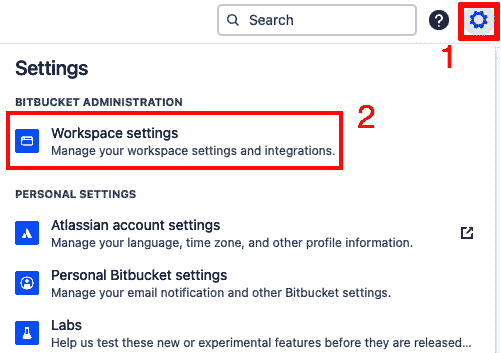 Search
1
Settings
BITBUCKET ADMINISTRATION
2
Workspace settings
Manage your workspace settings and integrations.
PERSONAL SETTINGS
Atlassian account settings
Manage your language, time zone, and other profile information.
Personal Bitbucket settings
Manage your email notification and other Bitbucket settings.
Labs
Help us test these new or experimental features before they are released...